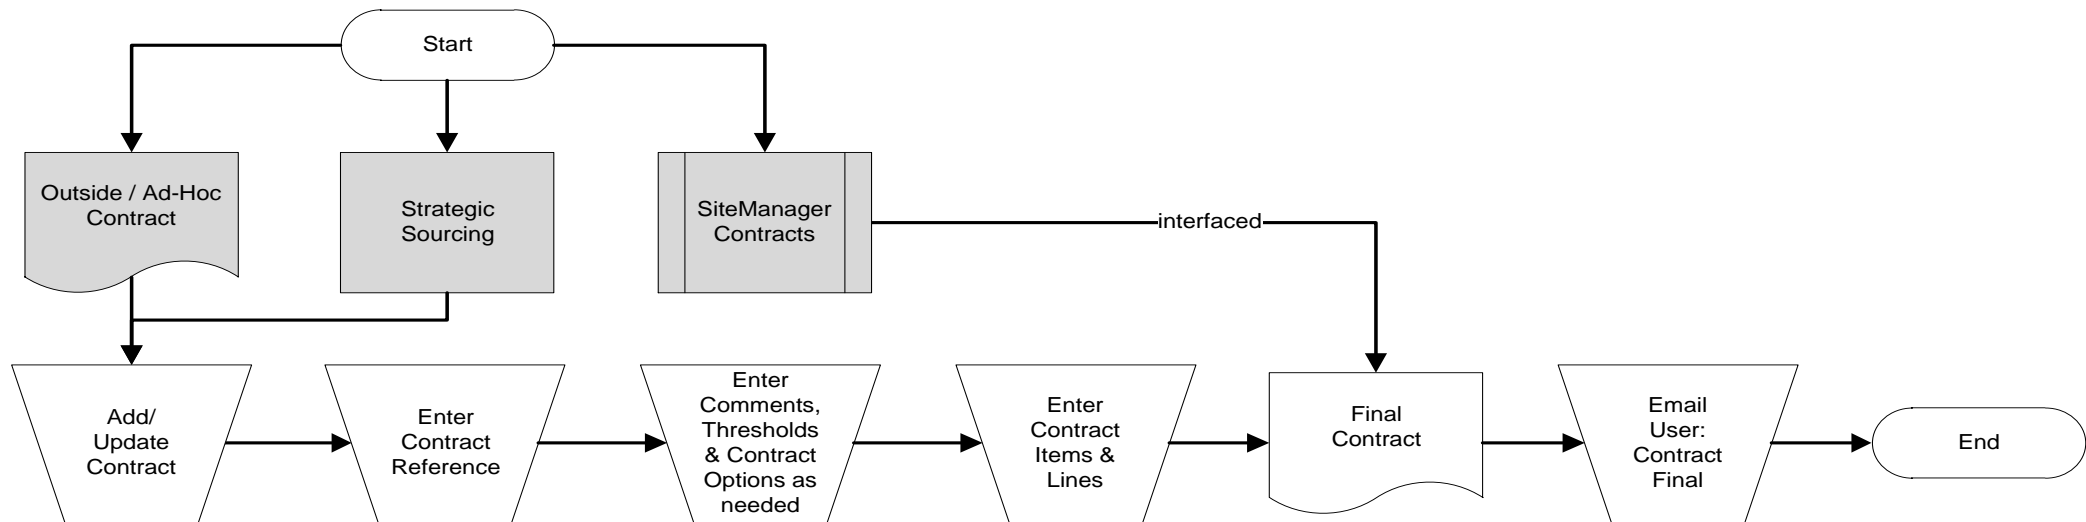 Start
Outside / Ad-Hoc
Contract
Strategic
Sourcing
SiteManager
Contracts
interfaced
Add/
Update
Contract
Enter
Contract
Reference
Enter
Comments,
Thresholds
& Contract
Options as
needed
Enter
Contract
Items &
Lines
Final
Contract
Email
User:
Contract
Final
End